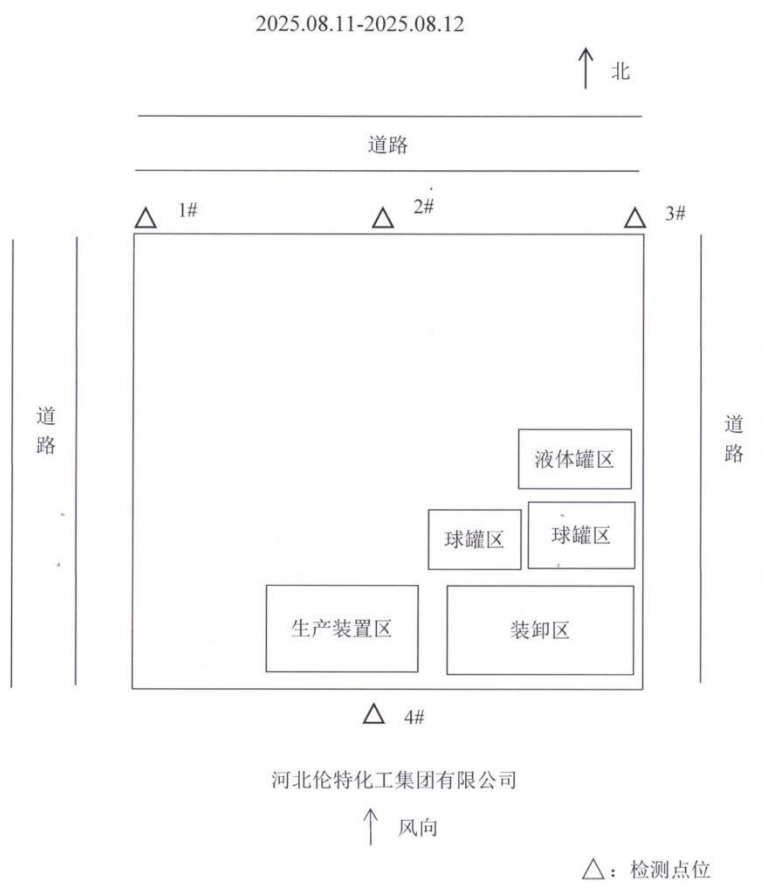 2025.08.11-2025.08.12
北
道路
1#
2#
3#
道路
道路
液体罐区
球罐区
球罐区
生产装置区
装卸区
4#
河北伦特化工集团有限公司
风向
△：检测点位